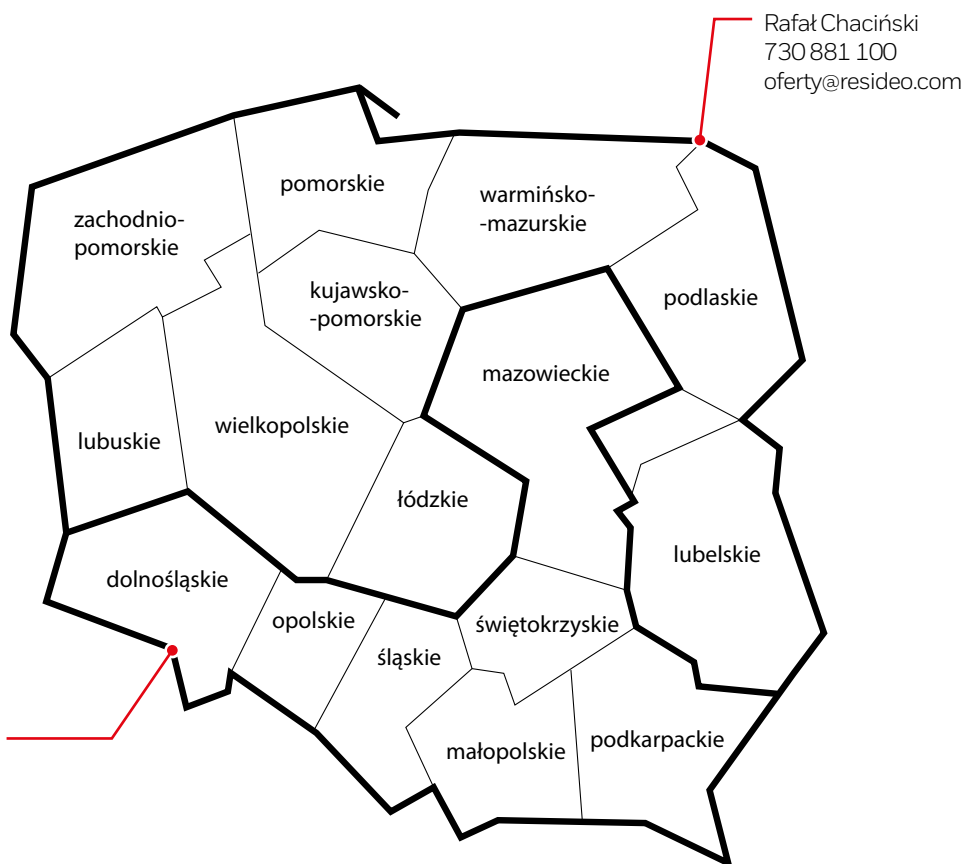 Rafał Chaciński
730 881 100
oferty@resideo.com
pomorskie
warmińsko-
-mazurskie
zachodnio-
pomorskie
kujawsko-
-pomorskie
podlaskie
mazowieckie
lubuskie
wielkopolskie
łódzkie
lubelskie
dolnośląskie
opolskie
świętokrzyskie
śląskie
małopolskie
podkarpackie